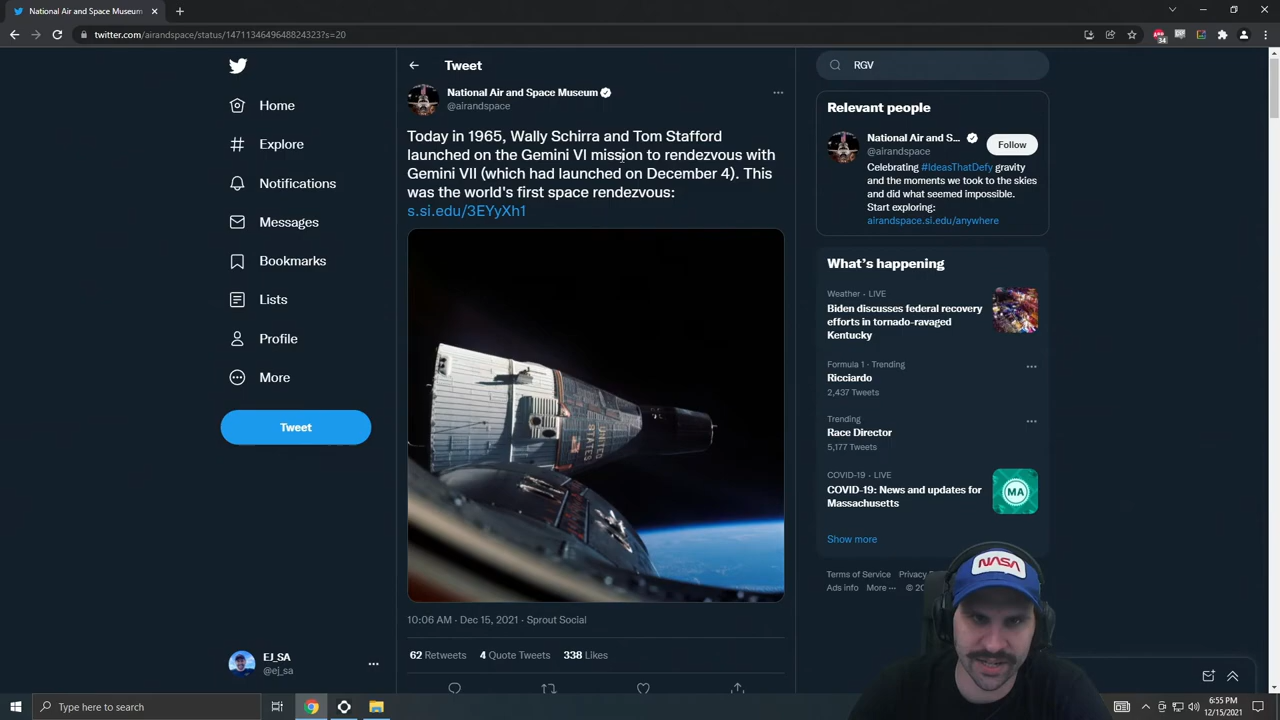 National Air and Space Museum
twitter.com/airandspace/status/1471134649648824323?s=20
34
Tweet
RGV
National Air and Space Museum
@airandspace
Today in 1965, Wally Schirra and Tom Stafford
launched on the Gemini VI mission to rendezvous with
Gemini VII (which had launched on December 4). This
was the world's first space rendezvous:
s.si.edu/3EYyXh1
UNITED
STATES
10:06 AM · Dec 15, 2021 · Sprout Social
62 Retweets 4 Quote Tweets 338 Likes
Home
Explore
Notifications
Messages
Bookmarks
Lists
Profile
More
Tweet
EJ_SA
@ej_sa
Relevant people
National Air and S...
@airandspace
Follow
Celebrating #IdeasThatDefy gravity
and the moments we took to the skies
and did what seemed impossible.
Start exploring:
airandspace.si.edu/anywhere
What's happening
Weather · LIVE
Biden discusses federal recovery
efforts in tornado-ravaged
Kentucky
Formula 1 · Trending
Ricciardo
2,437 Tweets
Trending
Race Director
5,177 Tweets
COVID-19 · LIVE
COVID-19: News and updates for
Massachusetts
MA
Show more
Terms of Service
Ads info More ···
NASA
Type here to search
6:55 PM
12/15/2021